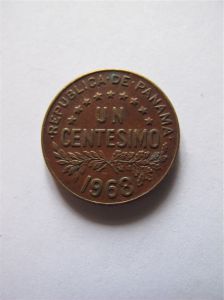 REPUBLICA·DE·PANAMA
UN
CENTESIMO
1968